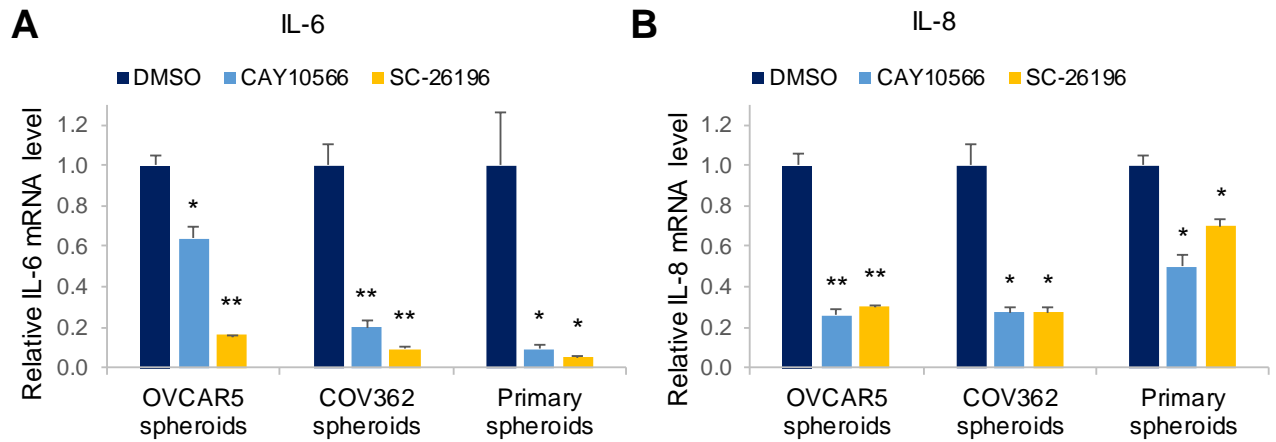 A
IL-6
DMSO CAY10566 SC-26196
Relative IL-6 mRNA level
1.2
1.0
0.8
0.6
0.4
0.2
0.0
*
**
**
**
*
*
OVCAR5 spheroids
COV362 spheroids
Primary spheroids
B
IL-8
DMSO CAY10566 SC-26196
Relative IL-8 mRNA level
1.2
1.0
0.8
0.6
0.4
0.2
0.0
**
**
*
*
*
*
OVCAR5 spheroids
COV362 spheroids
Primary spheroids